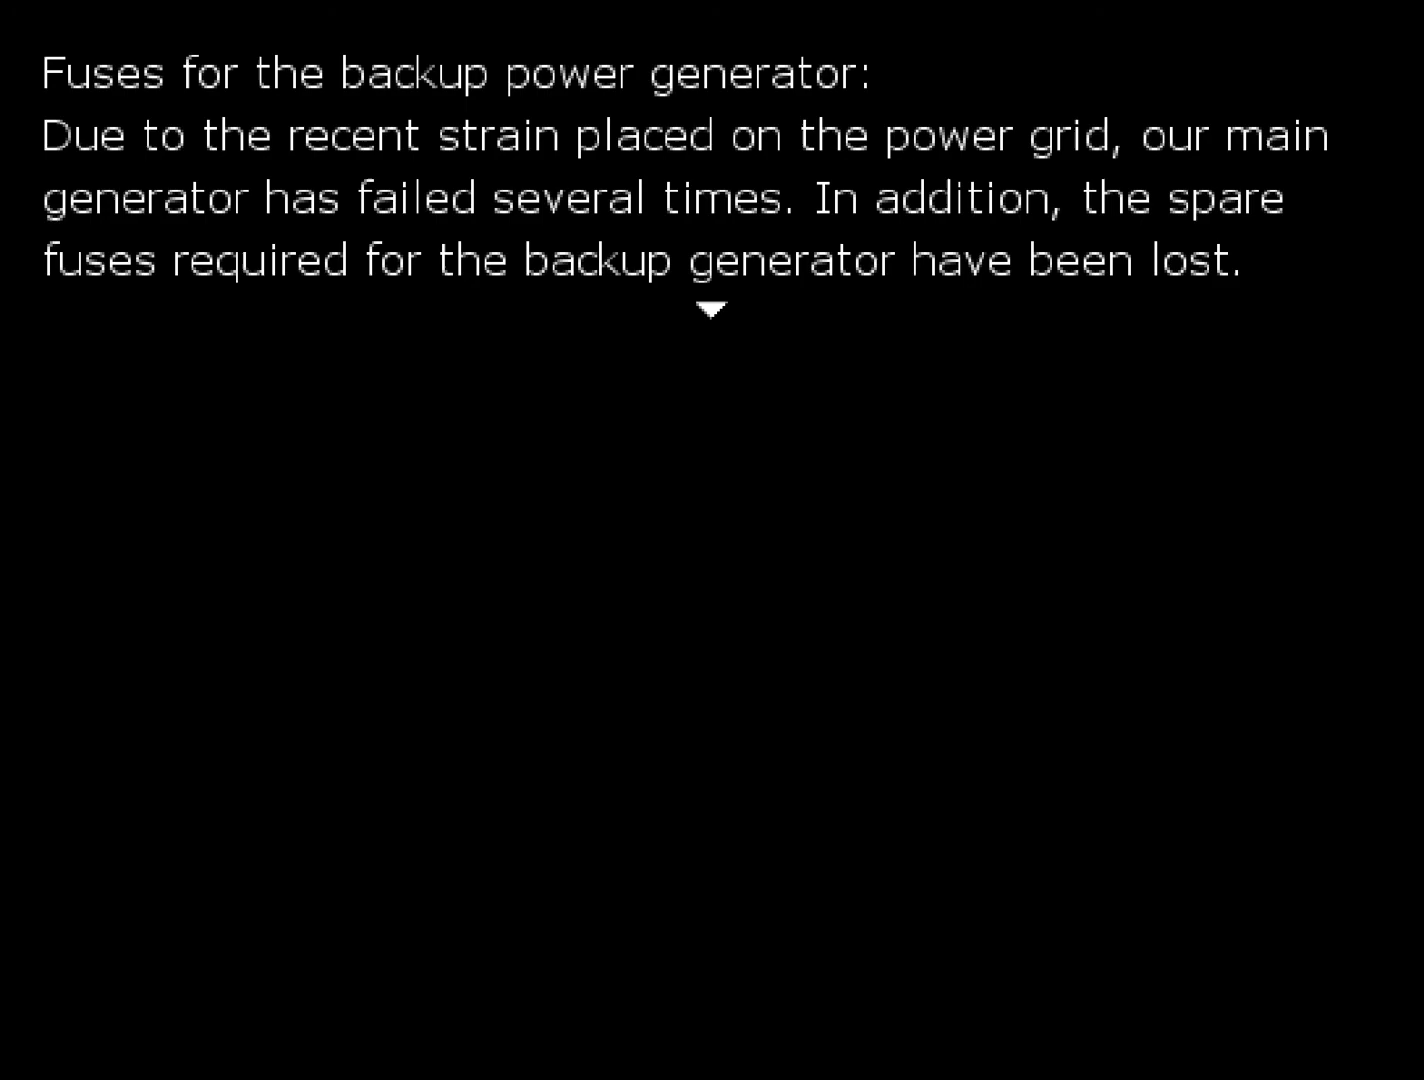 Fuses for the backup power generator:
Due to the recent strain placed on the power grid, our main
generator has failed several times. In addition, the spare
fuses required for the backup generator have been lost.